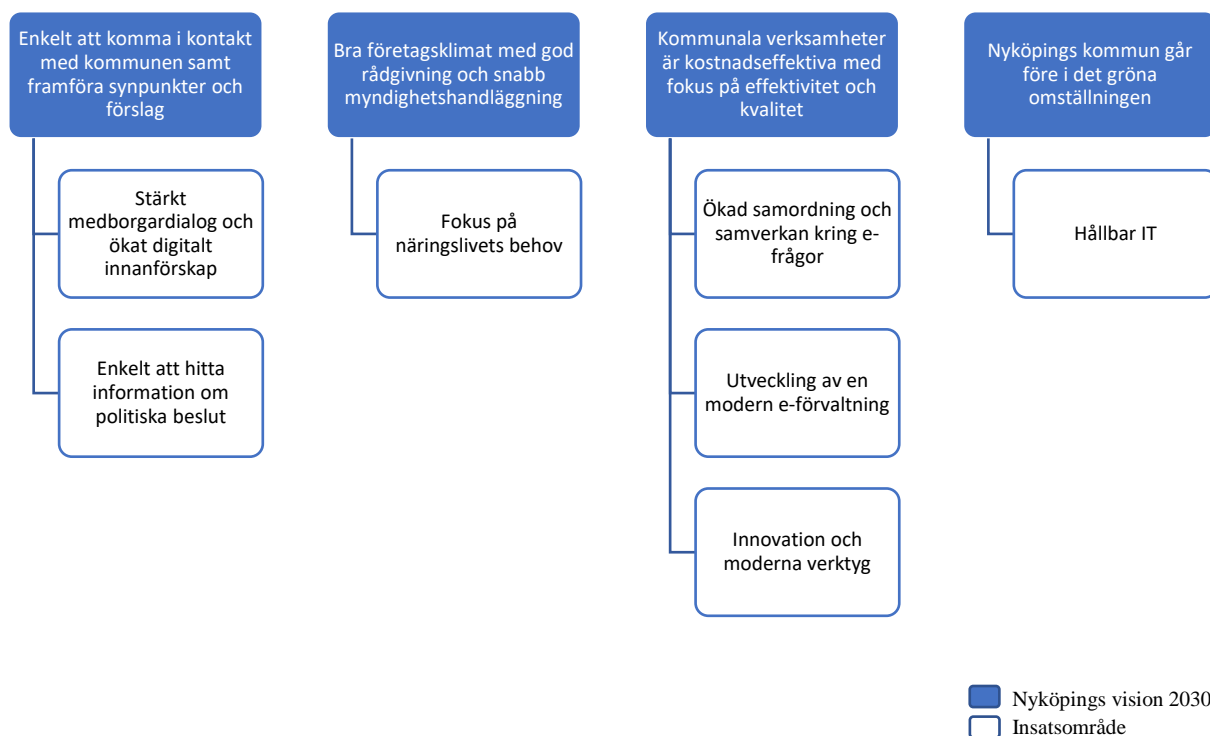 Enkelt att komma i kontakt
med kommunen samt
framföra synpunkter och
förslag
Stärkt
medborgardialog och
ökat digitalt
innanförskap
Enkelt att hitta
information om
politiska beslut
Bra företagsklimat med god
rådgivning och snabb
myndighetshandläggning
Fokus på
näringslivets behov
Kommunala verksamheter
är kostnadseffektiva med
fokus på effektivitet och
kvalitet
Ökad samordning och
samverkan kring e-
frågor
Utveckling av en
modern e-förvaltning
Innovation och
moderna verktyg
Nyköpings kommun går
före i det gröna
omställningen
Hållbar IT
Nyköpings vision 2030
Insatsområde